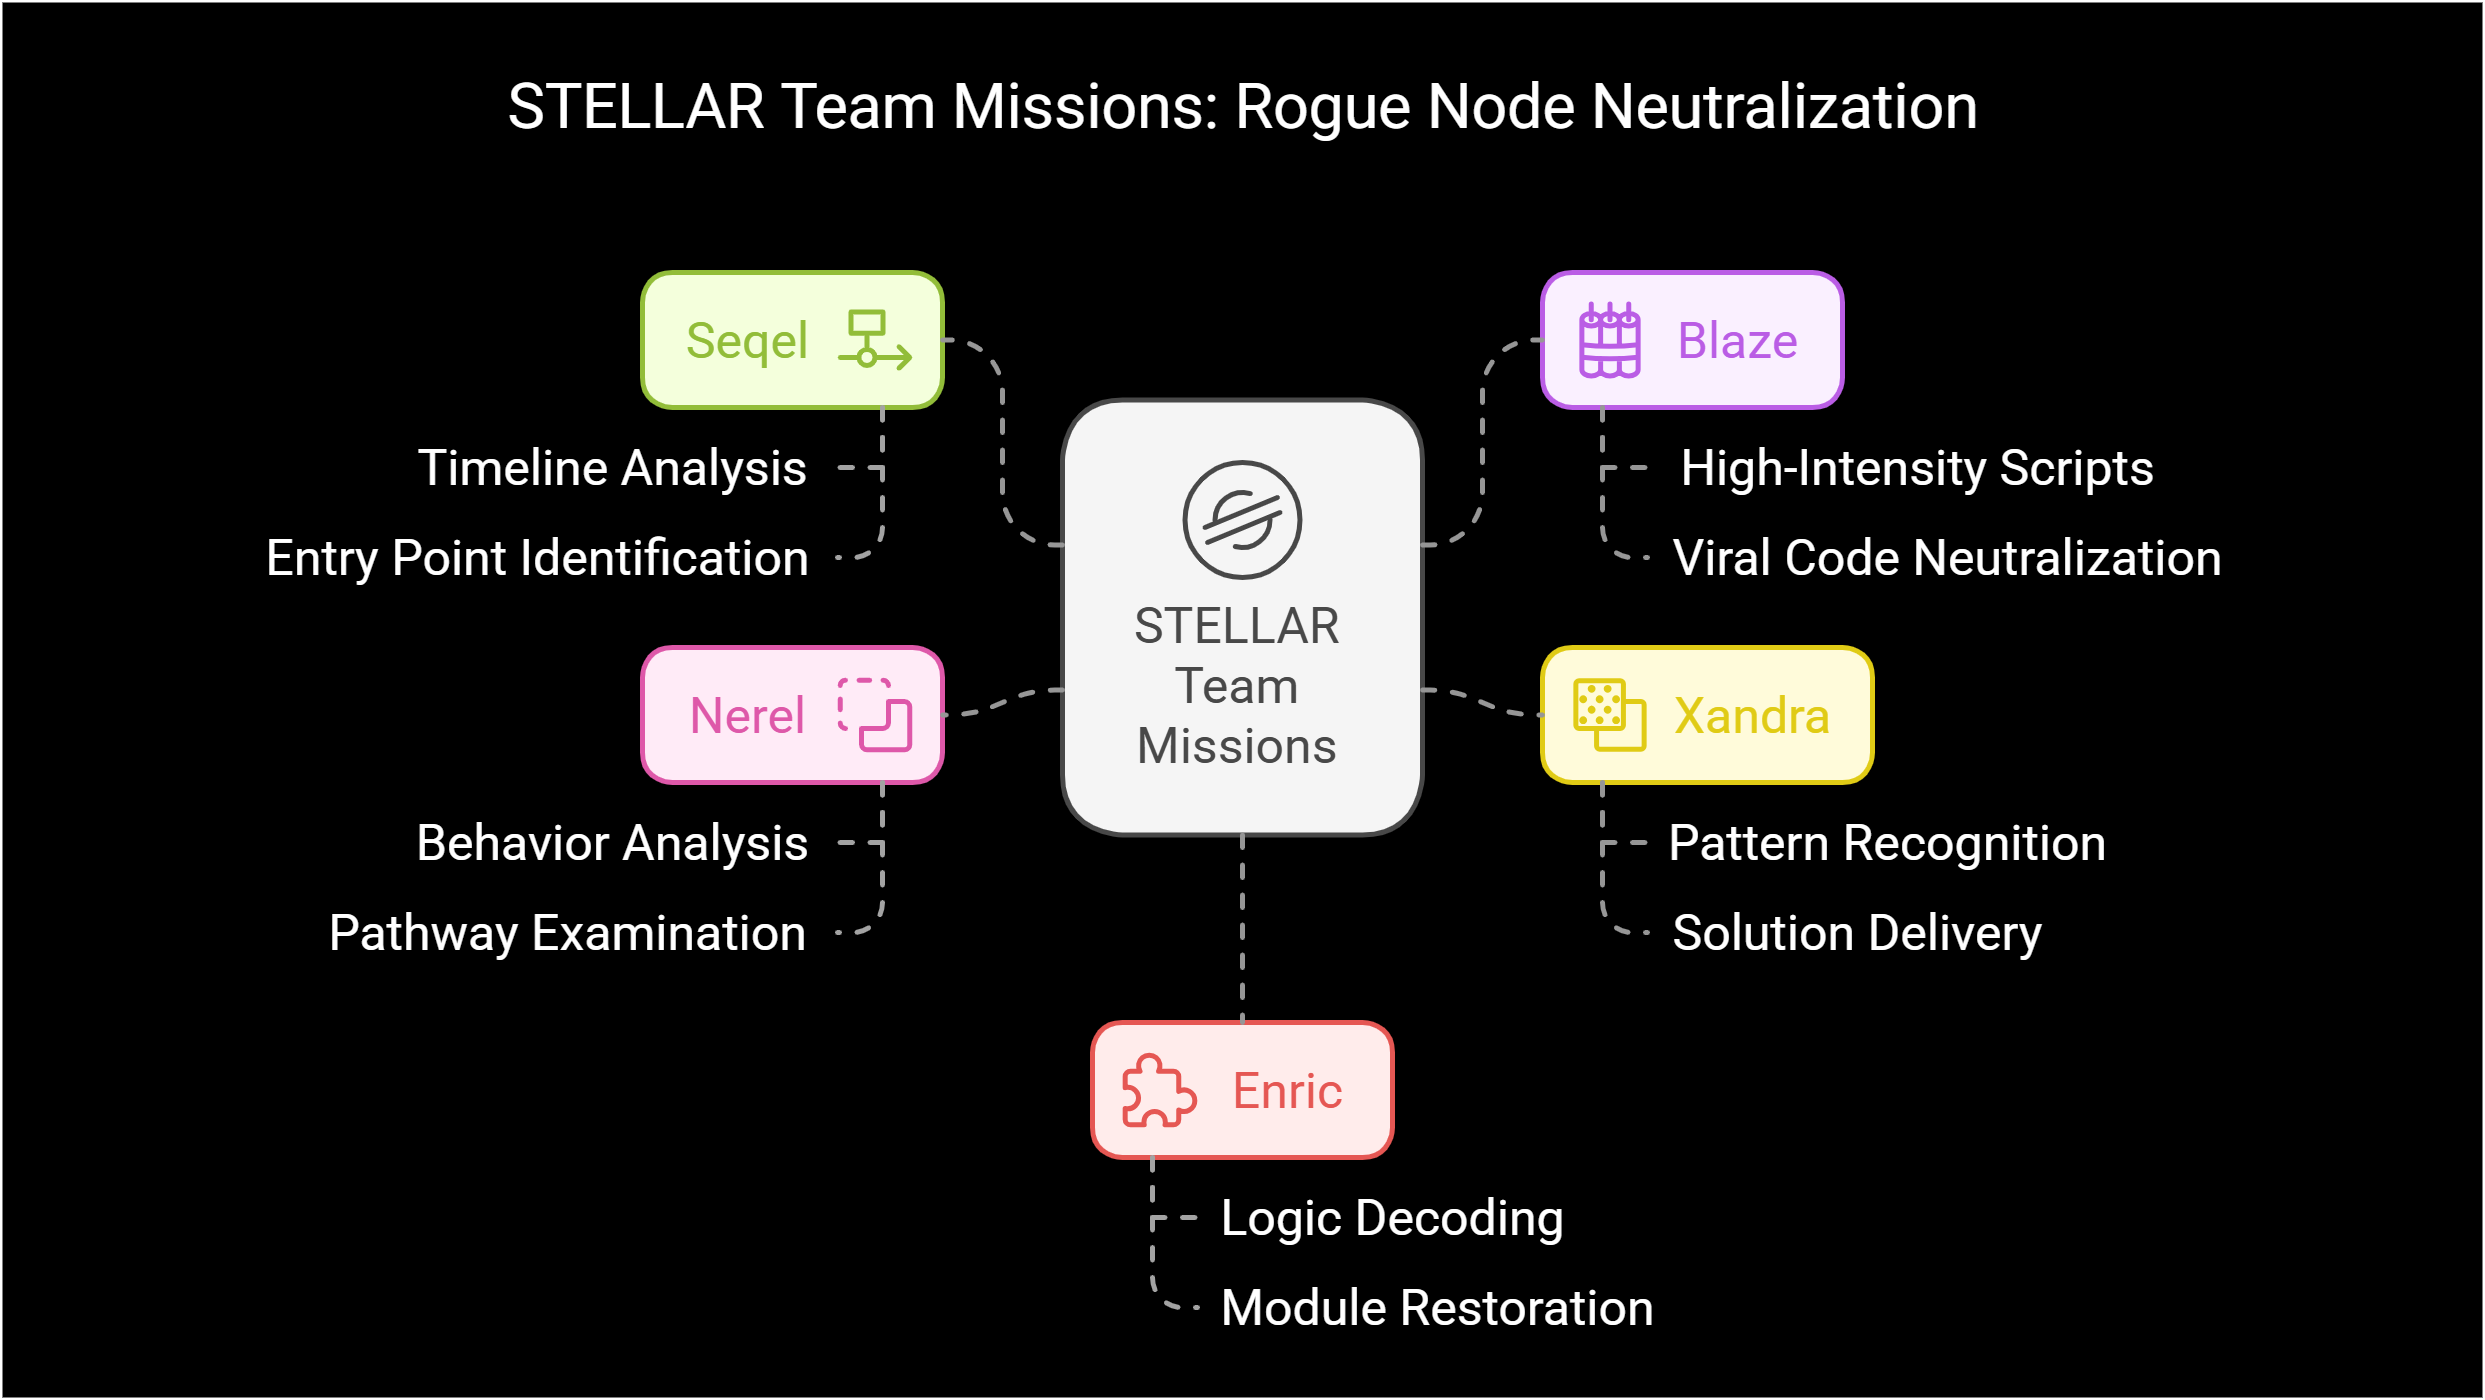 STELLAR Team Missions: Rogue Node Neutralization
Seqel
Timeline Analysis
Entry Point Identification
Nerel
Behavior Analysis
Pathway Examination
STELLAR
Team
Missions
Blaze
High-Intensity Scripts
Viral Code Neutralization
Xandra
Pattern Recognition
Solution Delivery
Enric
Logic Decoding
Module Restoration